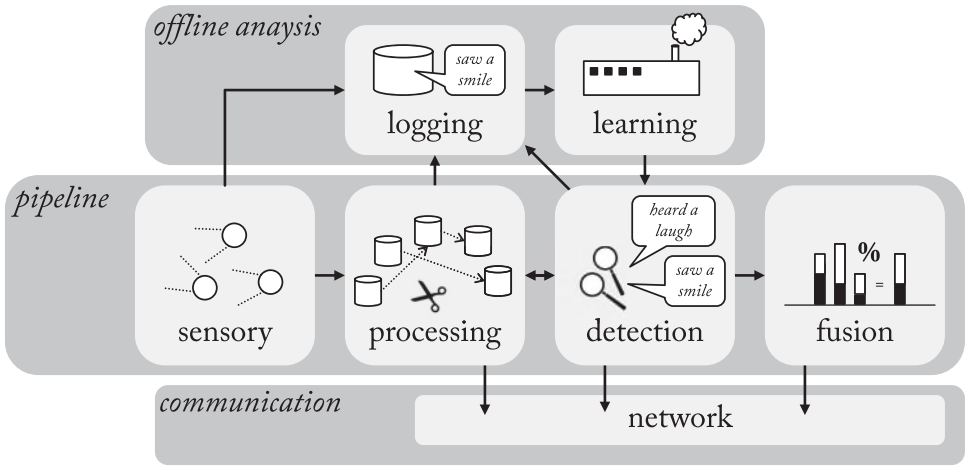 offline anaysis
saw a
smile
logging
learning
pipeline
sensory
processing
heard a
laugh
saw a
smile
detection
%
=
fusion
communication
network